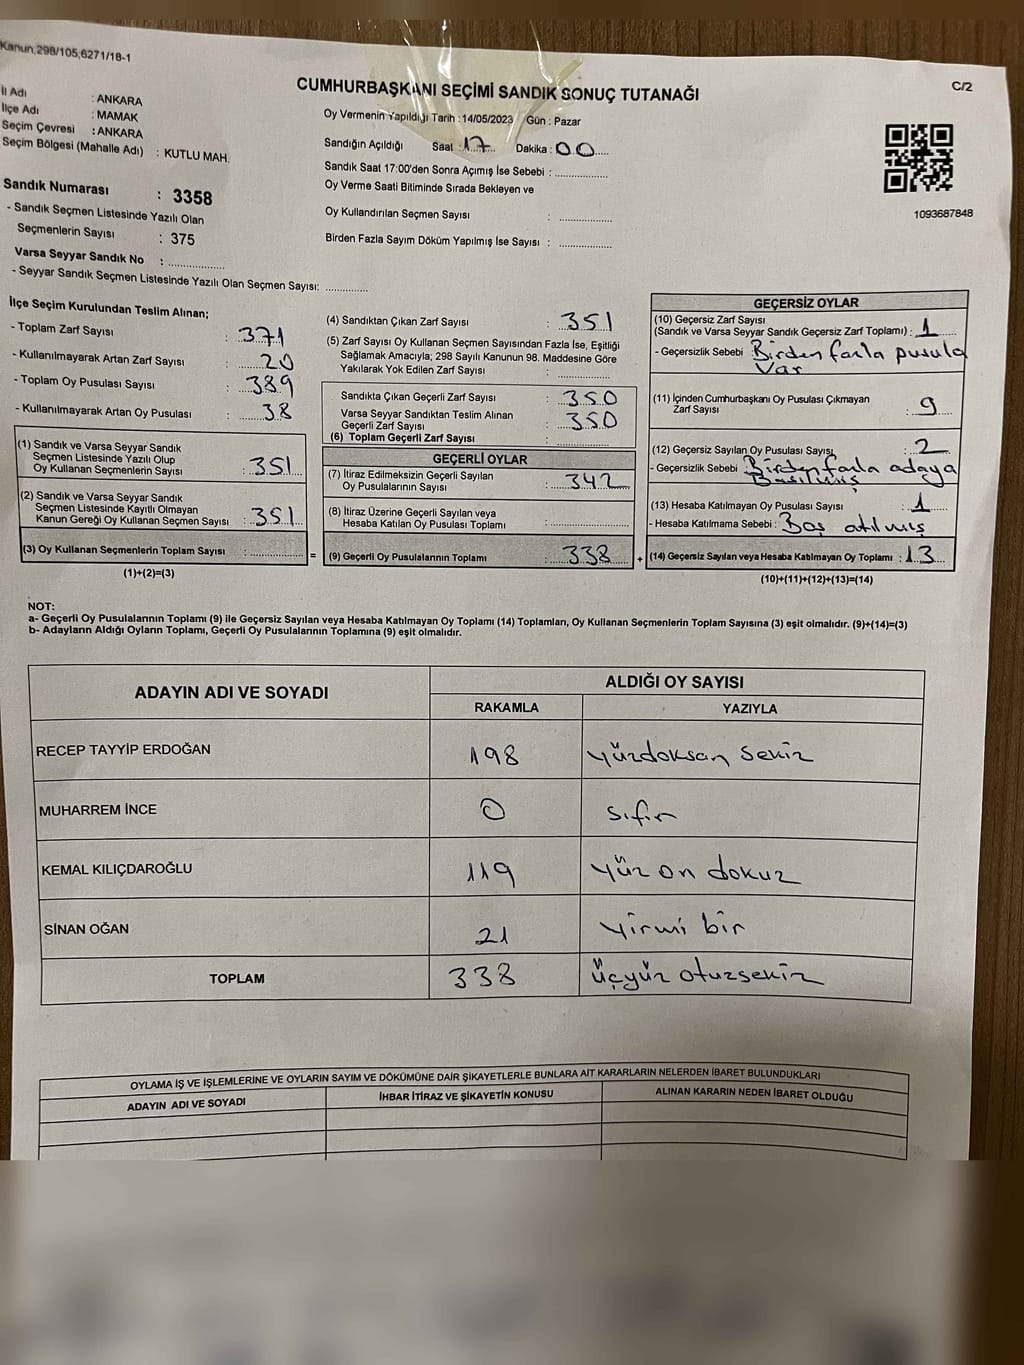 Kanun,298/105,6271/18-1
C/2
CUMHURBAŞKANI SEÇİMİ SANDIK SONUÇ TUTANAĞI
İl Adı : ANKARA
İlçe Adı : MAMAK
Seçim Çevresi : ANKARA
Seçim Bölgesi (Mahalle Adı) : KUTLU MAH.
Sandık Numarası : 3358
- Sandık Seçmen Listesinde Yazılı Olan
Seçmenlerin Sayısı : 375
Varsa Seyyar Sandık No : ..................
- Seyyar Sandık Seçmen Listesinde Yazılı Olan Seçmen Sayısı: ..............
Oy Vermenin Yapıldığı Tarih : 14/05/2023 Gün : Pazar
Sandığın Açıldığı Saat : 17 Dakika : 00
Sandık Saat 17:00'den Sonra Açımış İse Sebebi : ..................
Oy Verme Saati Bitiminde Sırada Bekleyen ve
Oy Kullandırılan Seçmen Sayısı : ..................
Birden Fazla Sayım Döküm Yapılmış İse Sayısı : ..................
1093687848
İlçe Seçim Kurulundan Teslim Alınan;
- Toplam Zarf Sayısı : 371
- Kullanılmayarak Artan Zarf Sayısı : 20
- Toplam Oy Pusulası Sayısı : 389
- Kullanılmayarak Artan Oy Pusulası : 38
(1) Sandık ve Varsa Seyyar Sandık
Seçmen Listesinde Yazılı Olup
Oy Kullanan Seçmenlerin Sayısı : 351
(2) Sandık ve Varsa Seyyar Sandık
Seçmen Listesinde Kayıtlı Olmayan
Kanun Gereği Oy Kullanan Seçmen Sayısı : 351
(3) Oy Kullanan Seçmenlerin Toplam Sayısı : ..................
(1)+(2)=(3)
(4) Sandıktan Çıkan Zarf Sayısı : 351
(5) Zarf Sayısı Oy Kullanan Seçmen Sayısından Fazla İse, Eşitliği
Sağlamak Amacıyla; 298 Sayılı Kanunun 98. Maddesine Göre
Yakılarak Yok Edilen Zarf Sayısı : ..................
Sandıkta Çıkan Geçerli Zarf Sayısı : 350
Varsa Seyyar Sandıktan Teslim Alınan
Geçerli Zarf Sayısı : 350
(6) Toplam Geçerli Zarf Sayısı : ..................
GEÇERLİ OYLAR
(7) İtiraz Edilmeksizin Geçerli Sayılan
Oy Pusulalarının Sayısı : 342
(8) İtiraz Üzerine Geçerli Sayılan veya
Hesaba Katılan Oy Pusulası Toplamı : ..................
=
(9) Geçerli Oy Pusulalarının Toplamı : 338
+
GEÇERSİZ OYLAR
(10) Geçersiz Zarf Sayısı
(Sandık ve Varsa Seyyar Sandık Geçersiz Zarf Toplamı) : 1
- Geçersizlik Sebebi : Birden fazla pusula
Var
(11) İçinden Cumhurbaşkanı Oy Pusulası Çıkmayan
Zarf Sayısı : 9
(12) Geçersiz Sayılan Oy Pusulası Sayısı : 2
- Geçersizlik Sebebi : Birden fazla adaya
Basılmış
(13) Hesaba Katılmayan Oy Pusulası Sayısı : 1
- Hesaba Katılmama Sebebi : Boş atılmış
(14) Geçersiz Sayılan veya Hesaba Katılmayan Oy Toplamı : 13
(10)+(11)+(12)+(13)=(14)
NOT:
a- Geçerli Oy Pusulalarının Toplamı (9) ile Geçersiz Sayılan veya Hesaba Katılmayan Oy Toplamı (14) Toplamları, Oy Kullanan Seçmenlerin Toplam Sayısına (3) eşit olmalıdır. (9)+(14)=(3)
b- Adayların Aldığı Oyların Toplamı, Geçerli Oy Pusulalarının Toplamına (9) eşit olmalıdır.
ADAYIN ADI VE SOYADI
ALDIĞI OY SAYISI
RAKAMLA YAZIYLA
RECEP TAYYİP ERDOĞAN 198 Yüzdoksan sekiz
MUHARREM İNCE 0 Sıfır
KEMAL KILIÇDAROĞLU 119 Yüz on dokuz
SİNAN OĞAN 21 Yirmi bir
TOPLAM 338 Üçyüz otuzsekiz
OYLAMA İŞ VE İŞLEMLERİNE VE OYLARIN SAYIM VE DÖKÜMÜNE DAİR ŞİKAYETLERLE BUNLARA AİT KARARLARIN NELERDEN İBARET BULUNDUKLARI
ADAYIN ADI VE SOYADI İHBAR İTİRAZ VE ŞİKAYETİN KONUSU ALINAN KARARIN NEDEN İBARET OLDUĞU